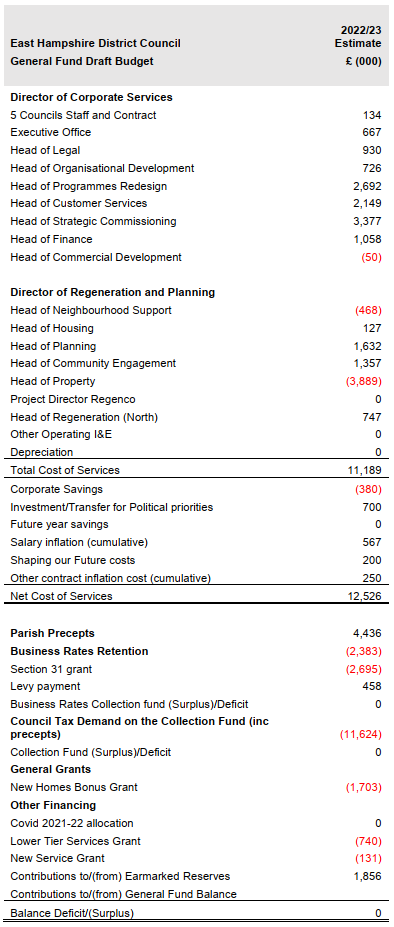 2022/23
East Hampshire District Council Estimate
General Fund Draft Budget £ (000)
Director of Corporate Services
5 Councils Staff and Contract 134
Executive Office 667
Head of Legal 930
Head of Organisational Development 726
Head of Programmes Redesign 2,692
Head of Customer Services 2,149
Head of Strategic Commissioning 3,377
Head of Finance 1,058
Head of Commercial Development (50)
Director of Regeneration and Planning
Head of Neighbourhood Support (468)
Head of Housing 127
Head of Planning 1,632
Head of Community Engagement 1,357
Head of Property (3,889)
Project Director Regenco 0
Head of Regeneration (North) 747
Other Operating I&E 0
Depreciation 0
Total Cost of Services 11,189
Corporate Savings (380)
Investment/Transfer for Political priorities 700
Future year savings 0
Salary inflation (cumulative) 567
Shaping our Future costs 200
Other contract inflation cost (cumulative) 250
Net Cost of Services 12,526
Parish Precepts 4,436
Business Rates Retention (2,383)
Section 31 grant (2,695)
Levy payment 458
Business Rates Collection fund (Surplus)/Deficit 0
Council Tax Demand on the Collection Fund (inc
precepts) (11,624)
Collection Fund (Surplus)/Deficit 0
General Grants
New Homes Bonus Grant (1,703)
Other Financing
Covid 2021-22 allocation 0
Lower Tier Services Grant (740)
New Service Grant (131)
Contributions to/(from) Earmarked Reserves 1,856
Contributions to/(from) General Fund Balance
Balance Deficit/(Surplus) 0